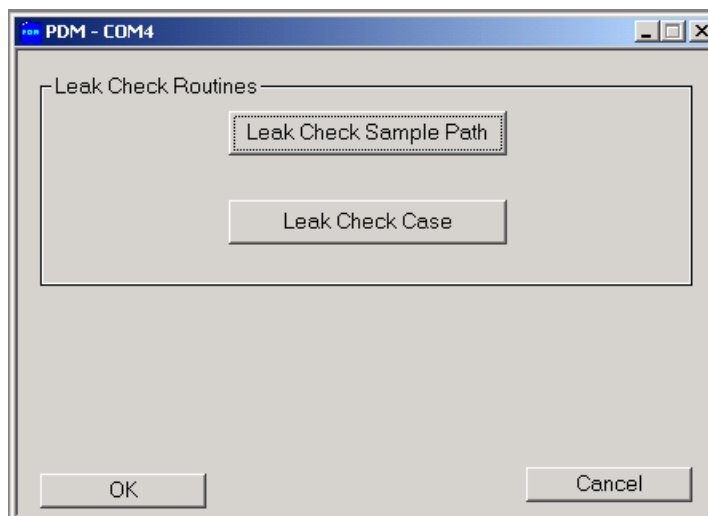 PDM - COM4
Leak Check Routines
Leak Check Sample Path
Leak Check Case
OK
Cancel